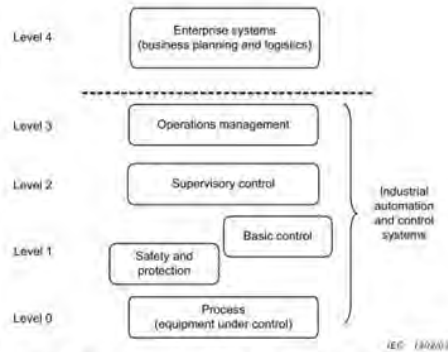 Level 4
Enterprise systems
(business planning and logistics)
Level 3
Operations management
Level 2
Supervisory control
Industrial
automation
and control
systems
Level 1
Basic control
Safety and
protection
Level 0
Process
(equipment under control)
IEC